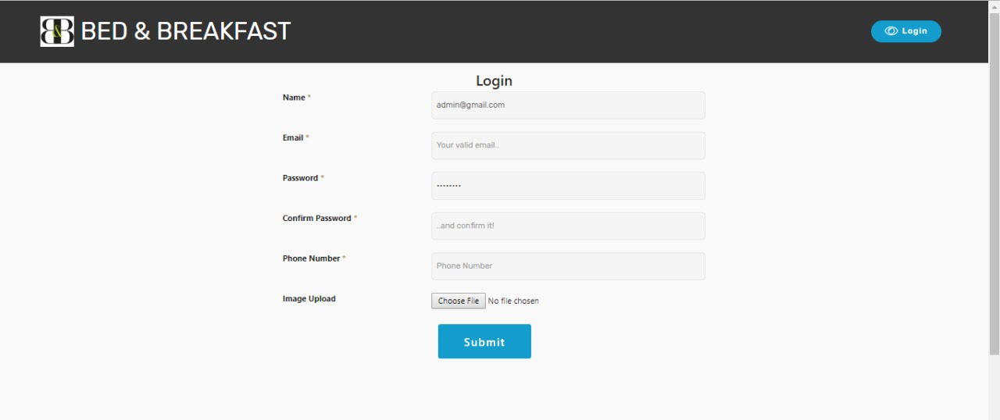 B&B BED & BREAKFAST
Login
Login
Name *
admin@gmail.com
Email *
Your valid email..
Password *
••••••••
Confirm Password *
..and confirm it!
Phone Number *
Phone Number
Image Upload
Choose File No file chosen
Submit